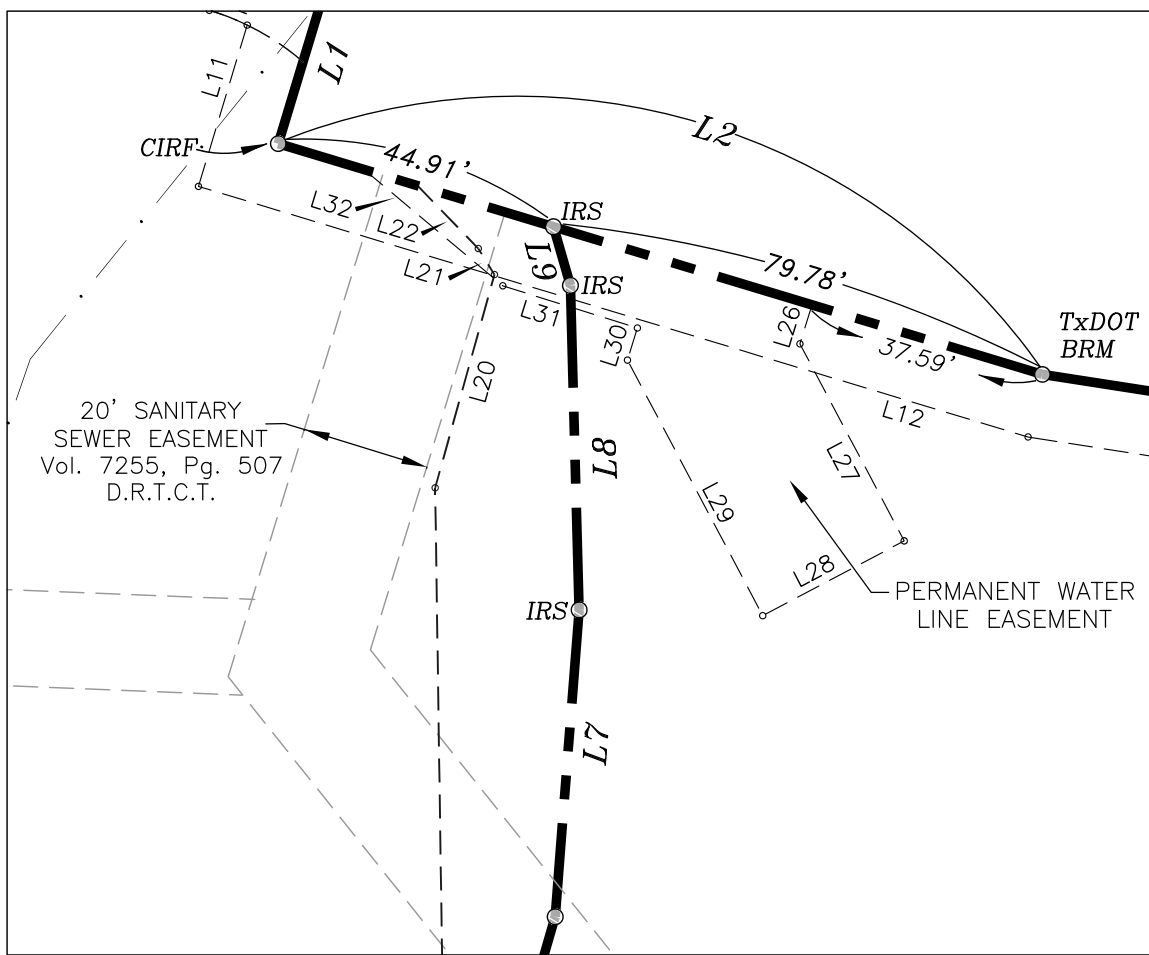 L1
L11
L2
CIRF
44.91'
L32
IRS
L22
L9
79.78'
L21
IRS
L26
TxDOT
BRM
L31
L30
37.59'
L20
L12
20' SANITARY
SEWER EASEMENT
Vol. 7255, Pg. 507
D.R.T.C.T.
L8
L27
L29
L28
PERMANENT WATER
LINE EASEMENT
IRS
L7